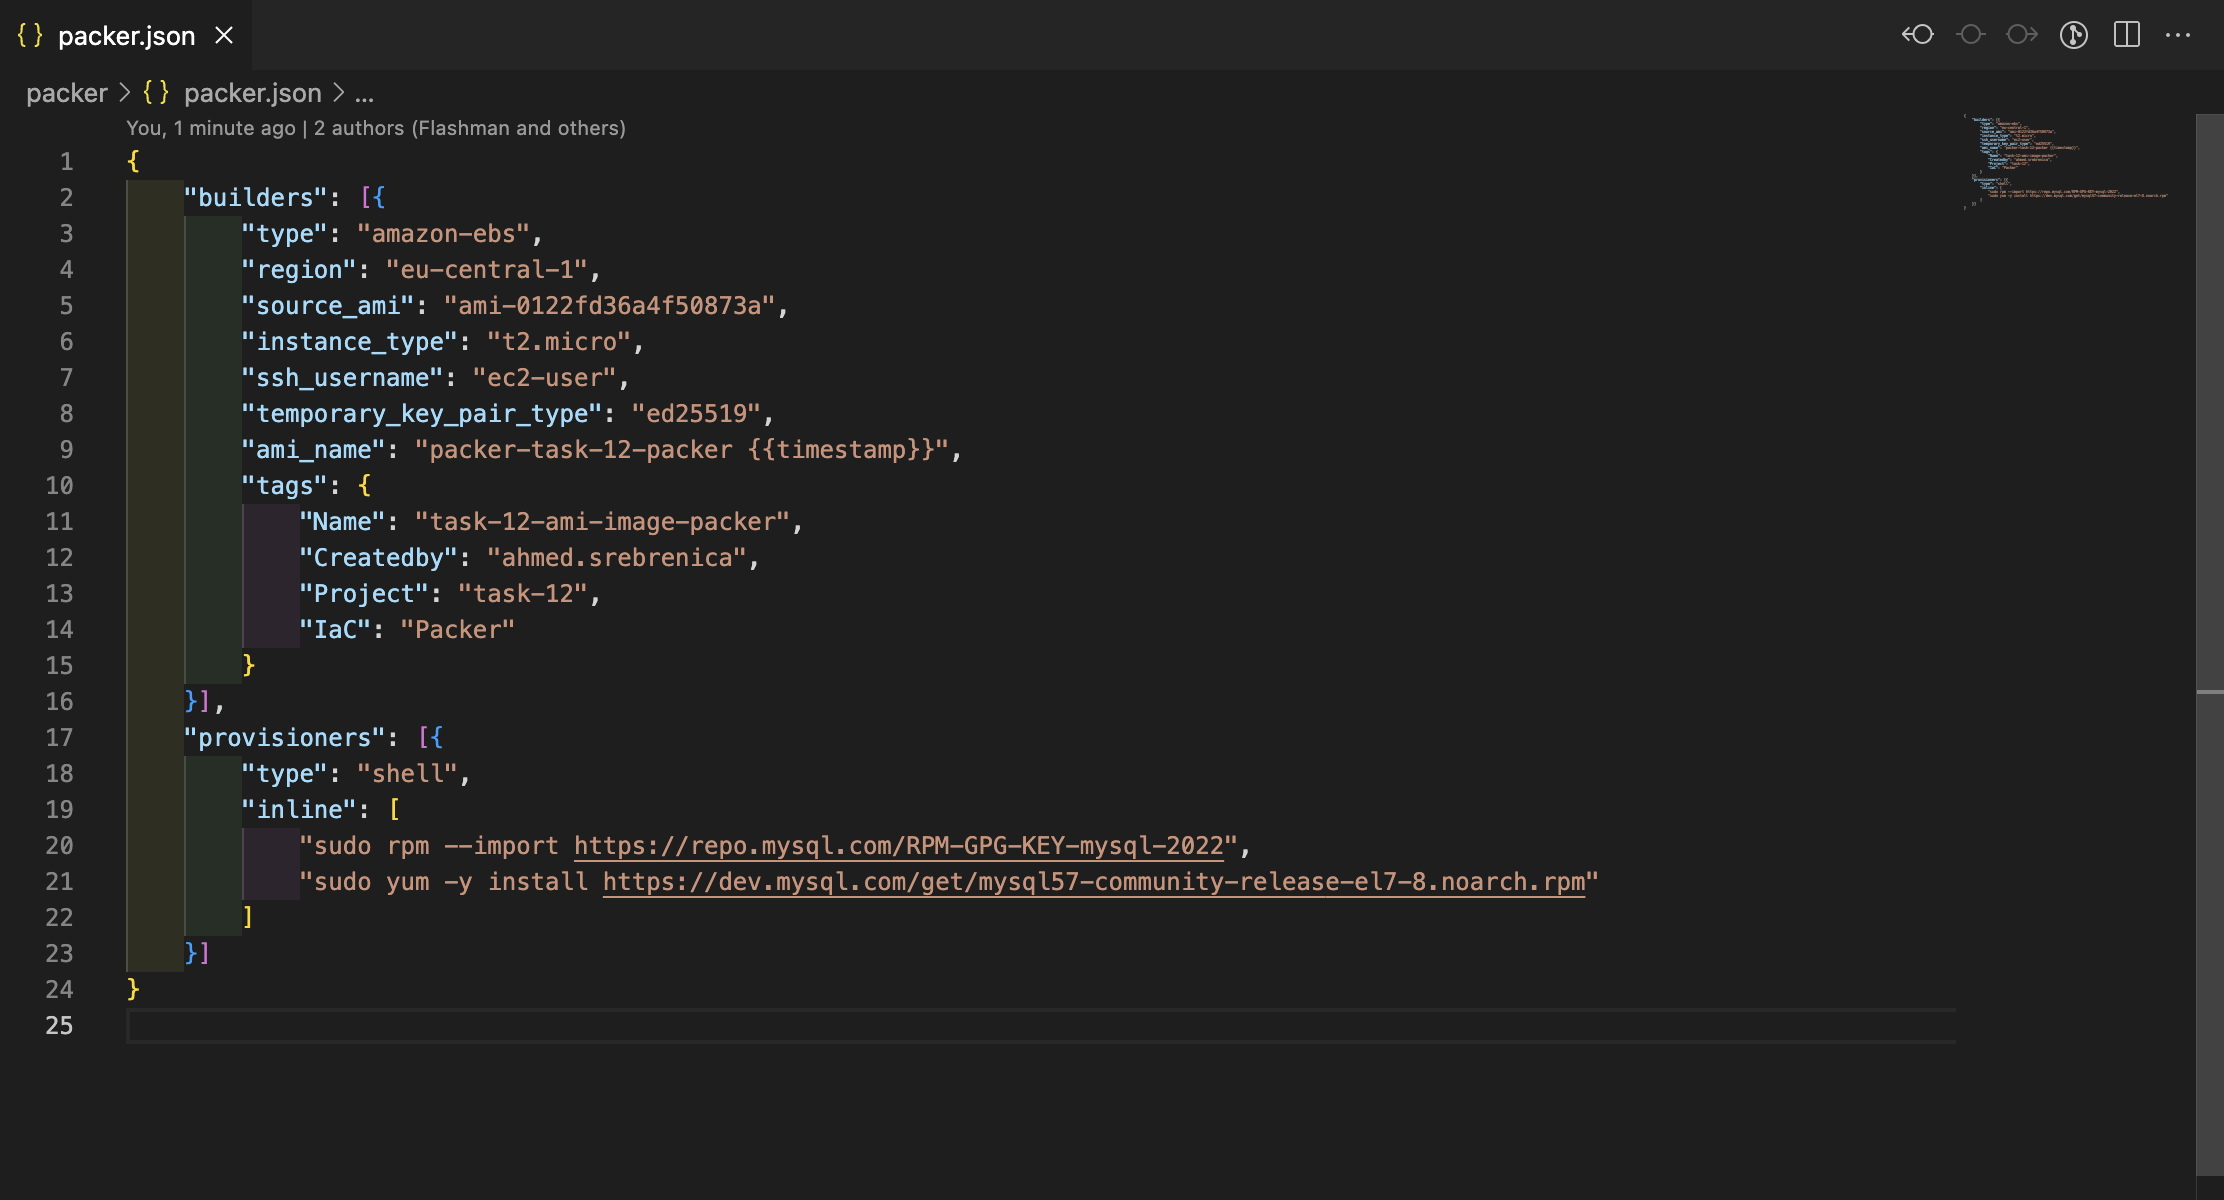 { } packer.json ×
packer > { } packer.json > ...
You, 1 minute ago | 2 authors (Flashman and others)
1 {
2     "builders": [{
3         "type": "amazon-ebs",
4         "region": "eu-central-1",
5         "source_ami": "ami-0122fd36a4f50873a",
6         "instance_type": "t2.micro",
7         "ssh_username": "ec2-user",
8         "temporary_key_pair_type": "ed25519",
9         "ami_name": "packer-task-12-packer {{timestamp}}",
10         "tags": {
11             "Name": "task-12-ami-image-packer",
12             "Createdby": "ahmed.srebrenica",
13             "Project": "task-12",
14             "IaC": "Packer"
15         }
16     }],
17     "provisioners": [{
18         "type": "shell",
19         "inline": [
20             "sudo rpm --import https://repo.mysql.com/RPM-GPG-KEY-mysql-2022",
21             "sudo yum -y install https://dev.mysql.com/get/mysql57-community-release-el7-8.noarch.rpm"
22         ]
23     }]
24 }
25